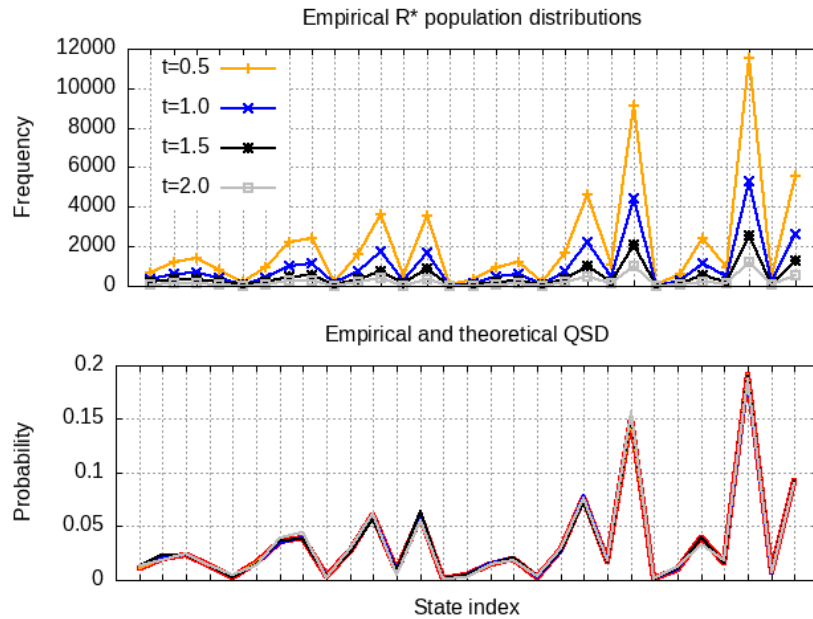 Empirical R* population distributions
12000
10000
8000
6000
4000
2000
0
Frequency
t=0.5
t=1.0
t=1.5
t=2.0
Empirical and theoretical QSD
0.2
0.15
0.1
0.05
0
Probability
State index